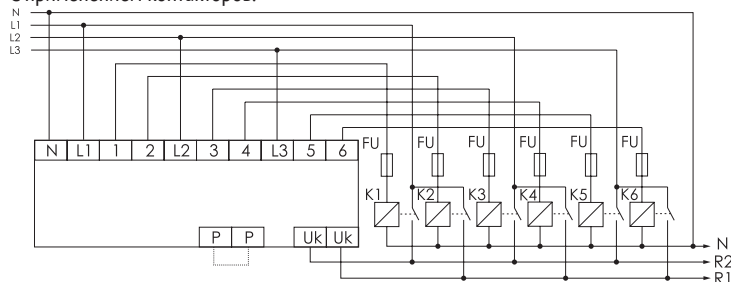 с применением контакторов.
N
L1
L2
L3
N L1 1 2 L2 3 4 L3 5 6
FU FU FU FU FU FU
K1 K2 K3 K4 K5 K6
P P Uk Uk
N
R2
R1